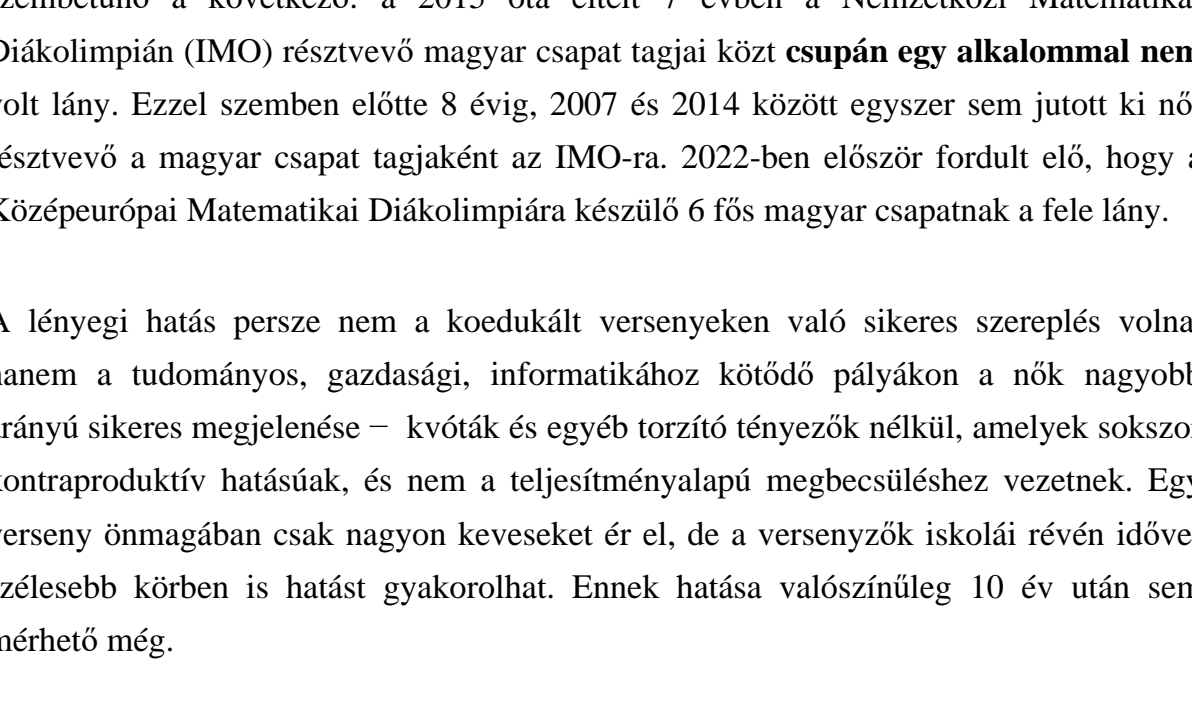 szembetűnő a következő: a 2015 óta eltelt 7 évben a Nemzetközi Matematikai
Diákolimpián (IMO) résztvevő magyar csapat tagjai közt csupán egy alkalommal nem
volt lány. Ezzel szemben előtte 8 évig, 2007 és 2014 között egyszer sem jutott ki női
résztvevő a magyar csapat tagjaként az IMO-ra. 2022-ben először fordult elő, hogy a
Középeurópai Matematikai Diákolimpiára készülő 6 fős magyar csapatnak a fele lány.
A lényegi hatás persze nem a koedukált versenyeken való sikeres szereplés volna,
hanem a tudományos, gazdasági, informatikához kötődő pályákon a nők nagyobb
arányú sikeres megjelenése − kvóták és egyéb torzító tényezők nélkül, amelyek sokszor
kontraproduktív hatásúak, és nem a teljesítményalapú megbecsüléshez vezetnek. Egy
verseny önmagában csak nagyon keveseket ér el, de a versenyzők iskolái révén idővel
szélesebb körben is hatást gyakorolhat. Ennek hatása valószínűleg 10 év után sem
mérhető még.